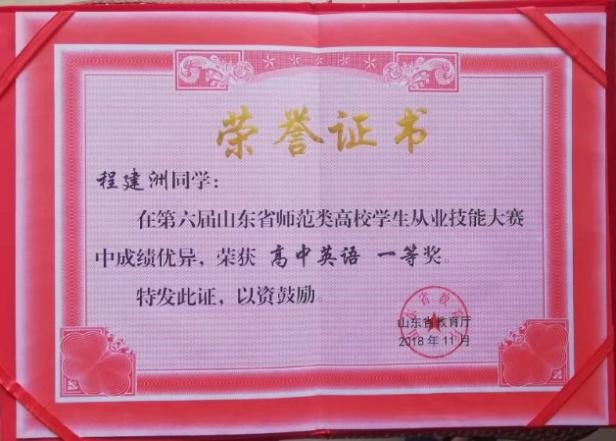 荣誉证书
程建洲同学：
在第六届山东省师范类高校学生从业技能大赛
中成绩优异，荣获 高中英语 一等奖。
特发此证，以资鼓励。
山东省教育厅
2018年11月